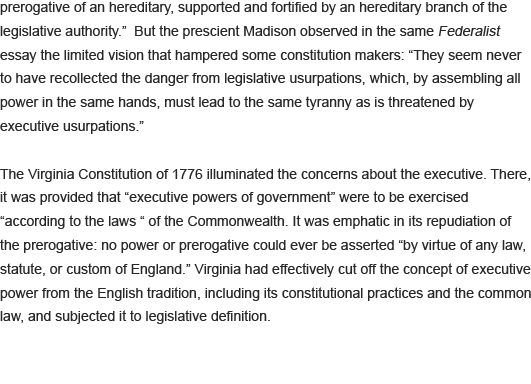 prerogative of an hereditary, supported and fortified by an hereditary branch of the
legislative authority.”  But the prescient Madison observed in the same Federalist
essay the limited vision that hampered some constitution makers: “They seem never
to have recollected the danger from legislative usurpations, which, by assembling all
power in the same hands, must lead to the same tyranny as is threatened by
executive usurpations.”

The Virginia Constitution of 1776 illuminated the concerns about the executive. There,
it was provided that “executive powers of government” were to be exercised
“according to the laws “ of the Commonwealth. It was emphatic in its repudiation of
the prerogative: no power or prerogative could ever be asserted “by virtue of any law,
statute, or custom of England.” Virginia had effectively cut off the concept of executive
power from the English tradition, including its constitutional practices and the common
law, and subjected it to legislative definition.